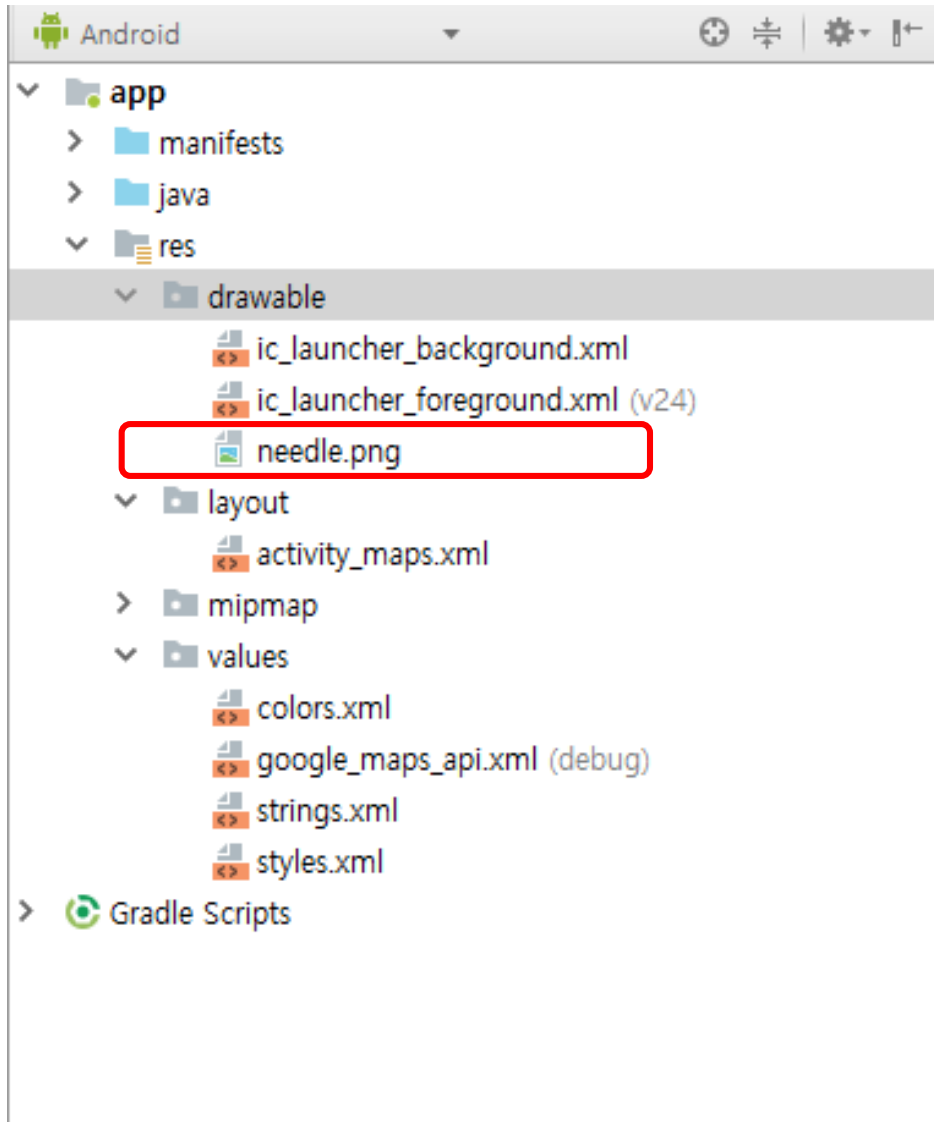 Android
app
manifests
java
res
drawable
ic_launcher_background.xml
ic_launcher_foreground.xml (v24)
needle.png
layout
activity_maps.xml
mipmap
values
colors.xml
google_maps_api.xml (debug)
strings.xml
styles.xml
Gradle Scripts